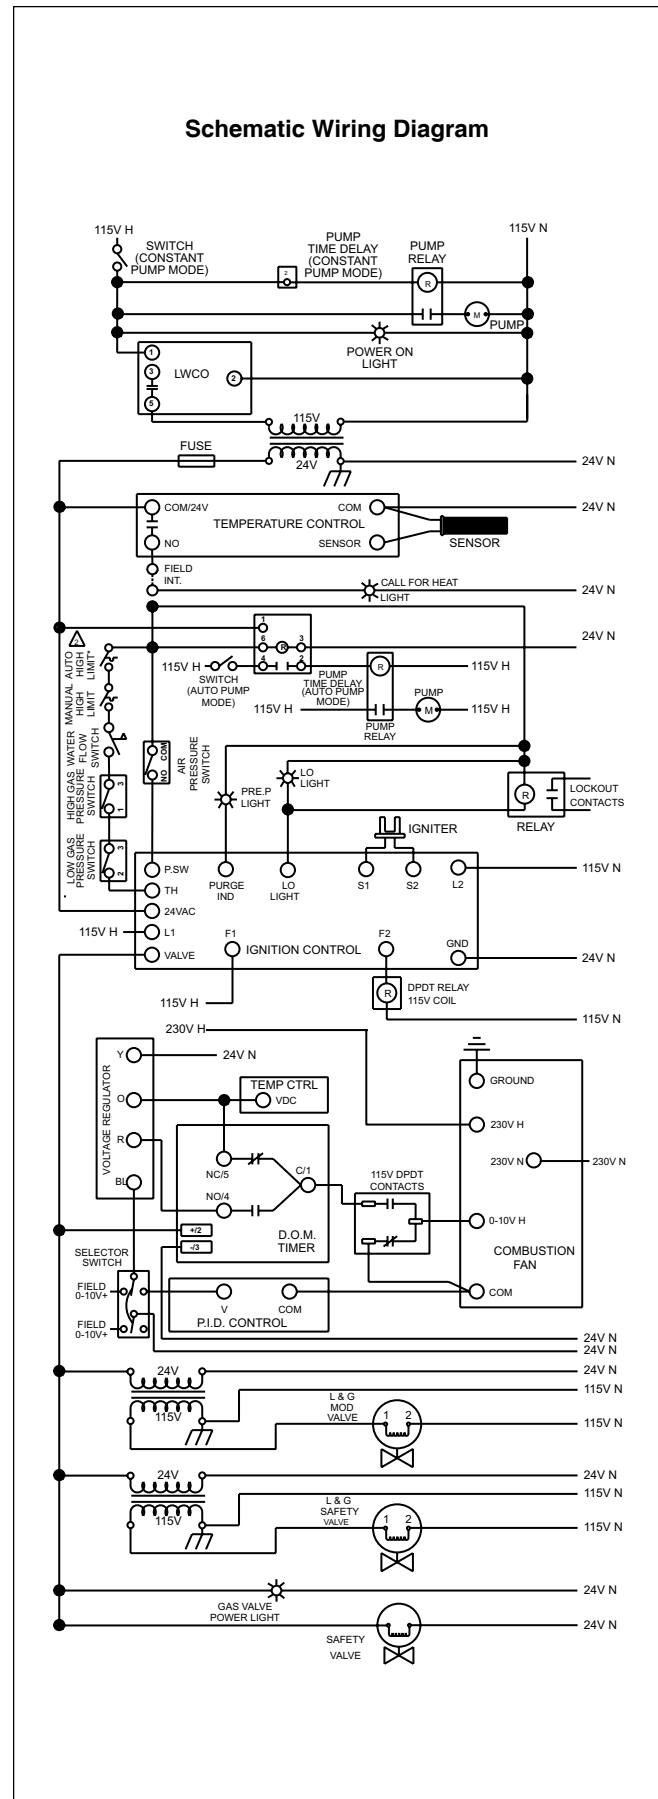 Schematic Wiring Diagram
115V H
115V N
SWITCH
(CONSTANT
PUMP MODE)
PUMP
TIME DELAY
(CONSTANT
PUMP MODE)
PUMP
RELAY
2
R
M
PUMP
POWER ON
LIGHT
1
3
LWCO
2
5
115V
FUSE
24V
24V N
COM/24V
COM
24V N
TEMPERATURE CONTROL
NO
SENSOR
SENSOR
FIELD
INT.
CALL FOR HEAT
LIGHT
24V N
2
1
6
R
3
24V N
4
2
115V H
SWITCH
(AUTO PUMP
MODE)
PUMP
TIME DELAY
(AUTO PUMP
MODE)
R
115V H
115V H
M
PUMP
115V H
PUMP
RELAY
AUTO
HIGH
LIMIT*
MANUAL
HIGH
LIMIT
WATER
FLOW
SWITCH
HIGH GAS
PRESSURE
SWITCH
3
1
LOW GAS
PRESSURE
SWITCH
3
2
NO COM
AIR
PRESSURE
SWITCH
PRE.P
LIGHT
LO
LIGHT
R
LOCKOUT
CONTACTS
RELAY
IGNITER
P.SW
PURGE
IND
LO
LIGHT
S1
S2
L2
115V N
TH
24VAC
115V H
L1
F1
IGNITION CONTROL
F2
GND
VALVE
24V N
R
DPDT RELAY
115V COIL
115V H
115V N
230V H
VOLTAGE REGULATOR
Y
24V N
O
TEMP CTRL
VDC
R
BL
NC/5
C/1
NO/4
+/2
-/3
D.O.M.
TIMER
115V DPDT
CONTACTS
GROUND
230V H
230V N
230V N
0-10V H
COMBUSTION
FAN
COM
SELECTOR
SWITCH
FIELD
0-10V+
FIELD
0-10V+
V
COM
P.I.D. CONTROL
24V N
24V N
24V
24V N
115V N
115V
L & G
MOD
VALVE
1 2
115V N
24V
24V N
115V N
115V
L & G
SAFETY
VALVE
1 2
115V N
GAS VALVE
POWER LIGHT
24V N
SAFETY
VALVE
24V N